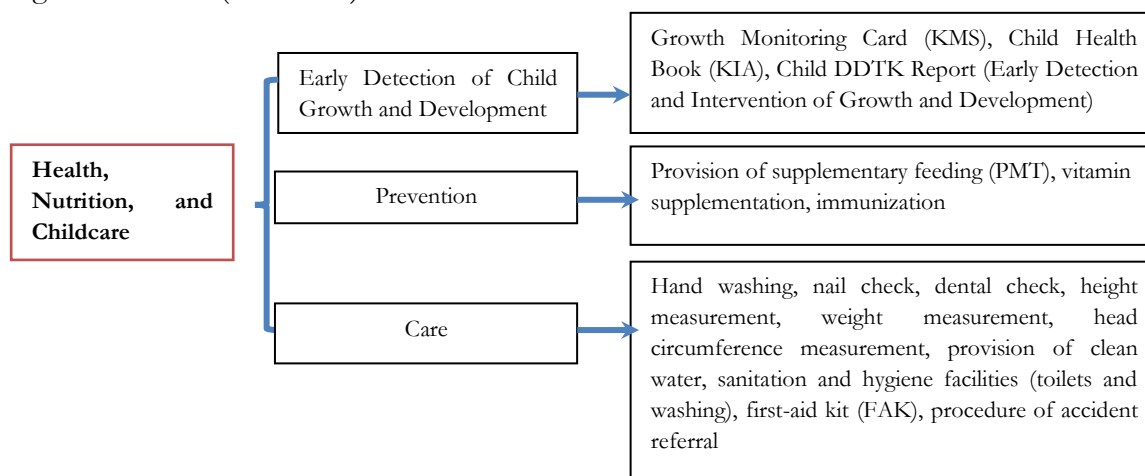 Early Detection of Child
Growth and Development
Growth Monitoring Card (KMS), Child Health
Book (KIA), Child DDTK Report (Early Detection
and Intervention of Growth and Development)
Health,
Nutrition, and
Childcare
Prevention
Provision of supplementary feeding (PMT), vitamin
supplementation, immunization
Care
Hand washing, nail check, dental check, height
measurement, weight measurement, head
circumference measurement, provision of clean
water, sanitation and hygiene facilities (toilets and
washing), first-aid kit (FAK), procedure of accident
referral